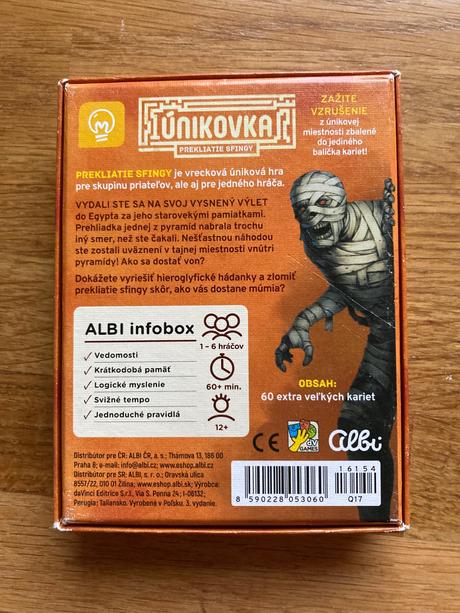 ÚNIKOVKA
PREKLIATIE SFINGY
ZAŽITE
VZRUŠENIE
z únikovej
miestnosti zbalené
do jediného
balíčka kariet!
PREKLIATIE SFINGY je vrecková úniková hra
pre skupinu priateľov, ale aj pre jedného hráča.
VYDALI STE SA NA SVOJ VYSNENÝ VÝLET
do Egypta za jeho starovekými pamiatkami.
Prehliadka jednej z pyramíd nabrala trochu
iný smer, než ste čakali. Nešťastnou náhodou
ste zostali uväznení v tajnej miestnosti vnútri
pyramídy! Ako sa dostať von?
Dokážete vyriešiť hieroglyfické hádanky a zlomiť
prekliatie sfingy skôr, ako vás dostane múmia?
ALBI infobox
1 – 6 hráčov
✓ Vedomosti
✓ Krátkodobá pamäť
✓ Logické myslenie
✓ Svižné tempo
✓ Jednoduché pravidlá
60+ min.
12+
OBSAH:
60 extra veľkých kariet
CE
dV
GAMES
albi
Distribútor pre ČR: ALBI ČR, a. s.; Thámova 13, 186 00
Praha 8; e-mail: info@albi.cz; www.eshop.albi.cz
Distribútor pre SR: ALBI, s. r. o.; Oravská ulica
8557/22, 010 01 Žilina; www.eshop.albi.sk; Výrobca:
daVinci Editrice S.r.l., Via S. Penna 24; I-06132;
Perugia; Taliansko. Vyrobené v Poľsku. 3. vydanie.
16154
8 590228 053060
Q17